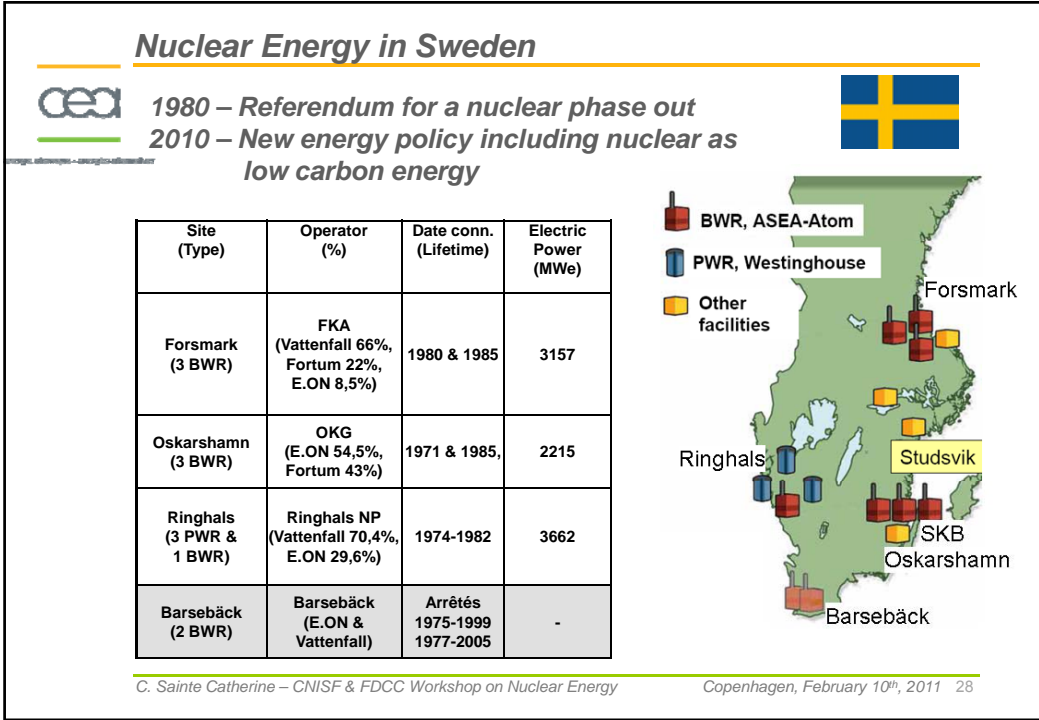 Nuclear Energy in Sweden
cea
1980 – Referendum for a nuclear phase out
2010 – New energy policy including nuclear as
low carbon energy
Site
(Type)
Operator
(%)
Date conn.
(Lifetime)
Electric
Power
(MWe)
Forsmark
(3 BWR)
FKA
(Vattenfall 66%,
Fortum 22%,
E.ON 8,5%)
1980 & 1985
3157
Oskarshamn
(3 BWR)
OKG
(E.ON 54,5%,
Fortum 43%)
1971 & 1985,
2215
Ringhals
(3 PWR &
1 BWR)
Ringhals NP
(Vattenfall 70,4%,
E.ON 29,6%)
1974-1982
3662
Barsebäck
(2 BWR)
Barsebäck
(E.ON &
Vattenfall)
Arrêtés
1975-1999
1977-2005
-
BWR, ASEA-Atom
PWR, Westinghouse
Other
facilities
Forsmark
Ringhals
Studsvik
SKB
Oskarshamn
Barsebäck
C. Sainte Catherine – CNISF & FDCC Workshop on Nuclear Energy
Copenhagen, February 10th, 2011 28